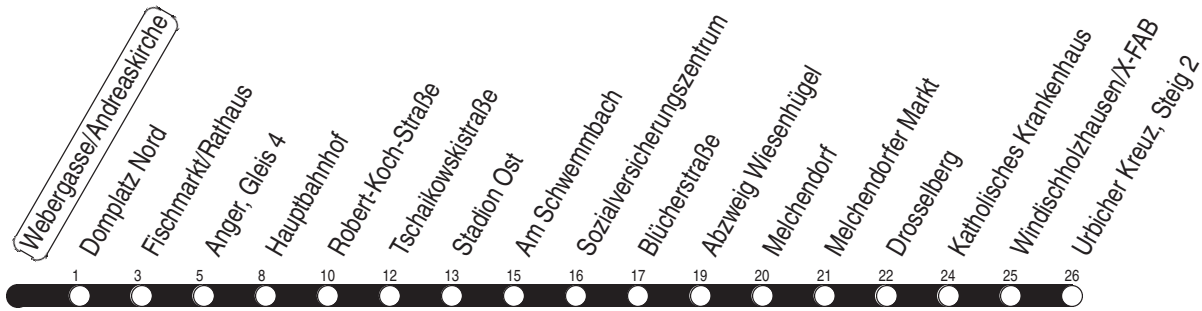 Webergasse/Andreaskirche
Domplatz Nord
Fischmarkt/Rathaus
Anger, Gleis 4
Hauptbahnhof
Robert-Koch-Straße
Tschaikowskistraße
Stadion Ost
Am Schwemmbach
Sozialversicherungszentrum
Blücherstraße
Abzweig Wiesenhügel
Melchendorf
Melchendorfer Markt
Drosselberg
Katholisches Krankenhaus
Windischholzhausen/X-FAB
Urbicher Kreuz, Steig 2
1 3 5 8 10 12 13 15 16 17 19 20 21 22 24 25 26